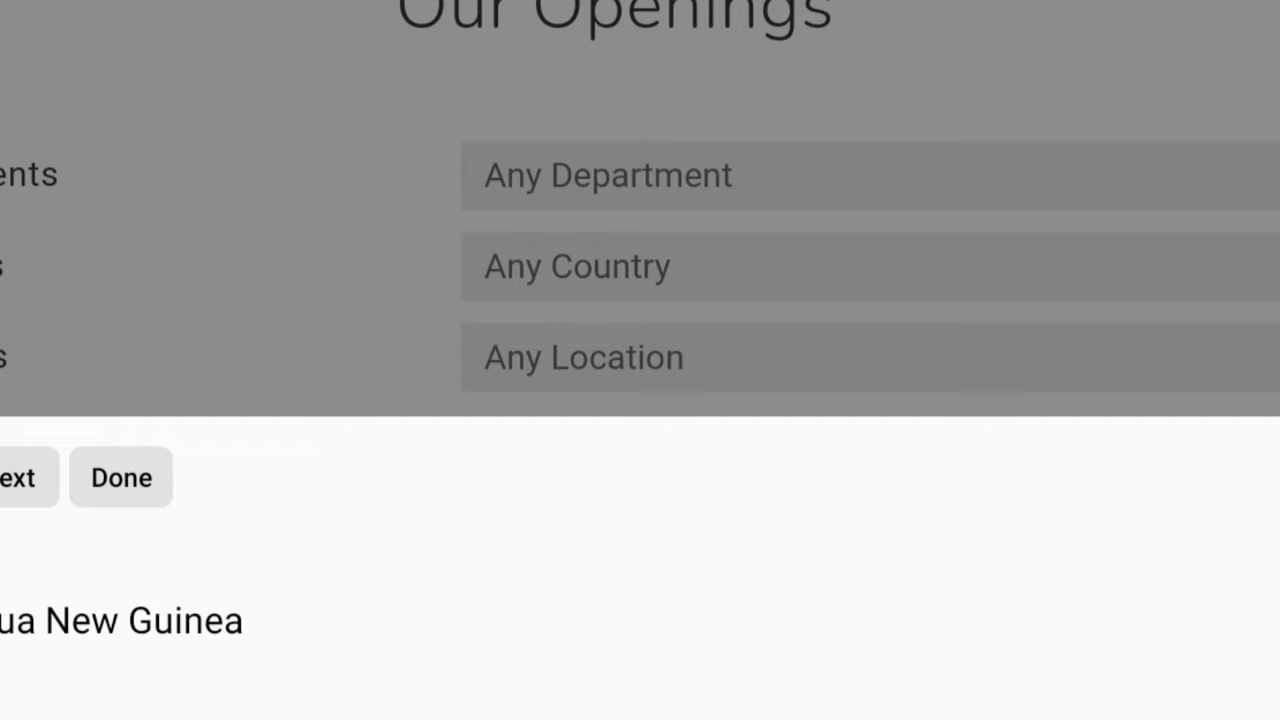 Our Openings
ents
Any Department
s
Any Country
s
Any Location
ext
Done
ua New Guinea